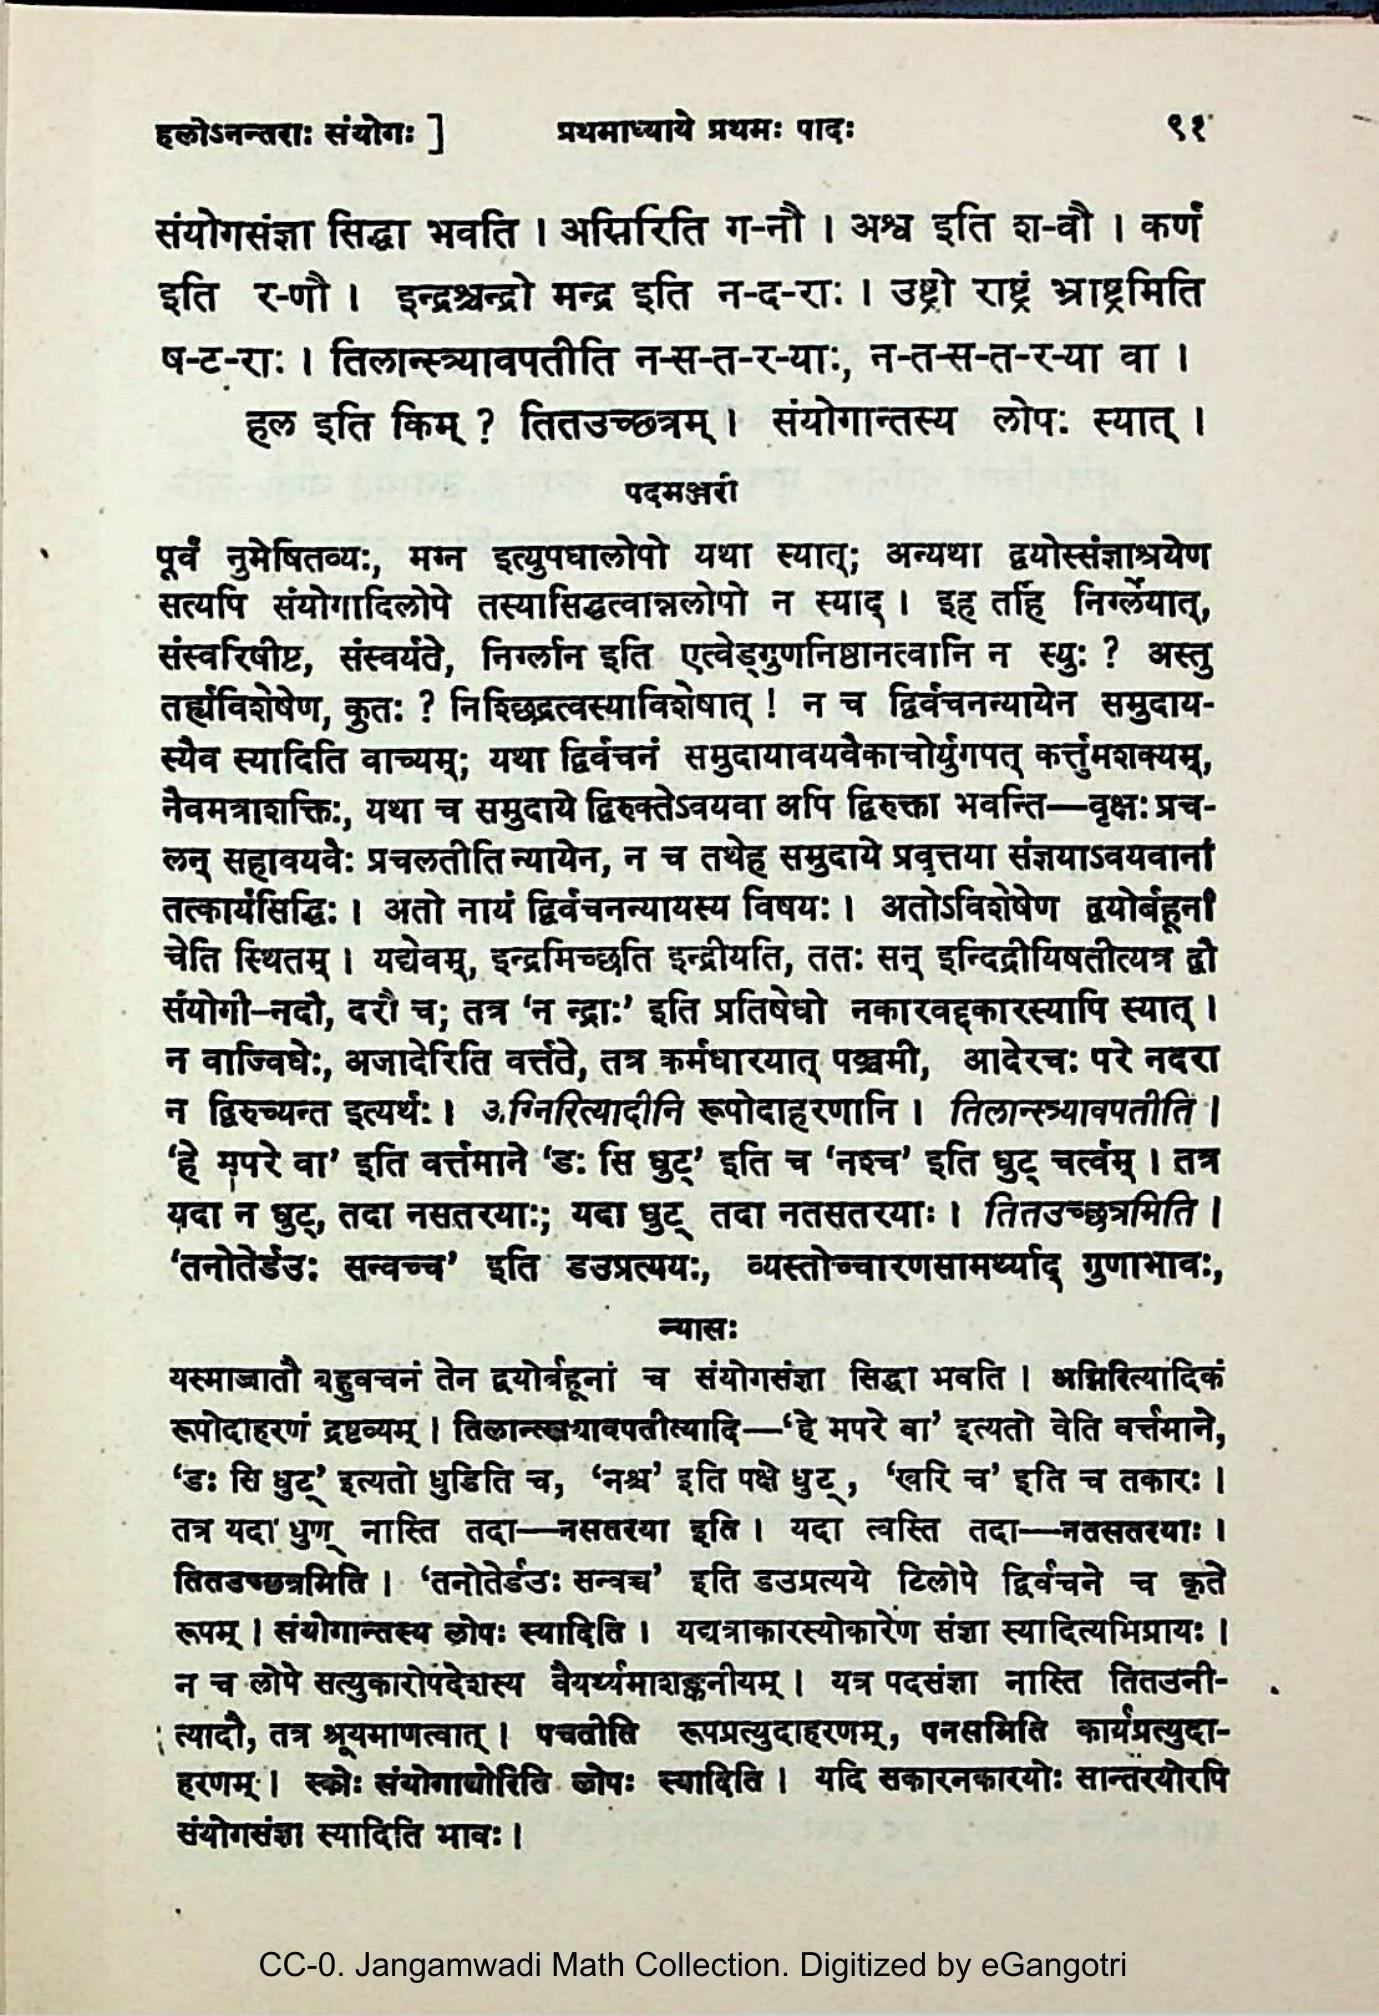 हलोऽनन्तराः संयोगः ] प्रथमाध्याये प्रथमः पादः ९१
संयोगसंज्ञा सिद्धा भवति । अग्निरिति ग-नौ । अश्व इति श-वौ । कर्ण
इति र-णौ । इन्द्रश्चन्द्रो मन्द्र इति न-द-राः । उष्ट्रो राष्ट्रं भ्राष्ट्रमिति
ष-ट-राः । तिलान्स्त्र्यावपतीति न-स-त-र-याः, न-त-स-त-र-या वा ।
हल इति किम् ? तितउच्छत्रम् । संयोगान्तस्य लोपः स्यात् ।
पदमञ्जरी
पूर्वं नुमेषितव्यः, मग्न इत्युपधालोपो यथा स्यात्; अन्यथा द्वयोस्संज्ञाश्रयेण
सत्यपि संयोगादिलोपे तस्यासिद्धत्वान्नलोपो न स्याद् । इह तर्हि निर्ग्लेयात्,
संस्वरिषीष्ट, संस्वर्यते, निर्ग्लान इति एत्वेड्गुणनिष्ठानत्वानि न स्युः ? अस्तु
तर्ह्यविशेषेण, कुतः ? निश्छिद्रत्वस्याविशेषात् ! न च द्विर्वचनन्यायेन समुदाय-
स्यैव स्यादिति वाच्यम्; यथा द्विर्वचनं समुदायावयवैकाचोर्युगपत् कर्त्तुमशक्यम्,
नैवमत्राशक्तिः, यथा च समुदाये द्विरुक्तेऽवयवा अपि द्विरुक्ता भवन्ति—वृक्षः प्रच-
लन् सहावयवैः प्रचलतीति न्यायेन, न च तथेह समुदाये प्रवृत्तया संज्ञयाऽवयवानां
तत्कार्यसिद्धिः । अतो नायं द्विर्वचनन्यायस्य विषयः । अतोऽविशेषेण द्वयोर्बहूनां
चेति स्थितम् । यद्येवम्, इन्द्रमिच्छति इन्द्रीयति, ततः सन् इन्दिद्रीयिषतीत्यत्र द्वौ
संयोगौ—नदौ, दरौ च; तत्र ‘न न्द्राः’ इति प्रतिषेधो नकारवद्दकारस्यापि स्यात् ।
न वाज्विधेः, अजादेरिति वर्त्तते, तत्र कर्मधारयात् पञ्चमी, आदेरचः परे नदरा
न द्विरुच्यन्त इत्यर्थः । अग्निरित्यादीनि रूपोदाहरणानि । तिलान्स्त्र्यावपतीति ।
‘हे मपरे वा’ इति वर्त्तमाने ‘डः सि धुट्’ इति च ‘नश्च’ इति धुट् चर्त्वम् । तत्र
यदा न धुट्, तदा नसतरयाः; यदा धुट् तदा नतसतरयाः । तितउच्छत्रमिति ।
‘तनोतेर्डउः सन्वच्च’ इति डउप्रत्ययः, व्यस्तोच्चारणसामर्थ्याद् गुणाभावः,
न्यासः
यस्माज्जातौ बहुवचनं तेन द्वयोर्बहूनां च संयोगसंज्ञा सिद्धा भवति । अग्निरित्यादिकं
रूपोदाहरणं द्रष्टव्यम् । तिलान्स्त्र्यावपतीत्यादि—‘हे मपरे वा’ इत्यतो वेति वर्त्तमाने,
‘डः सि धुट्’ इत्यतो धुडिति च, ‘नश्च’ इति पक्षे धुट्, ‘खरि च’ इति च तकारः ।
तत्र यदा धुण् नास्ति तदा—नसतरया इति । यदा त्वस्ति तदा—नतसतरयाः ।
तितउच्छत्रमिति । ‘तनोतेर्डउः सन्वच्च’ इति डउप्रत्यये टिलोपे द्विर्वचने च कृते
रूपम् । संयोगान्तस्य लोपः स्यादिति । यद्यत्राकारस्योकारेण संज्ञा स्यादित्यभिप्रायः ।
न च लोपे सत्युकारोपदेशस्य वैयर्थ्यमाशङ्कनीयम् । यत्र पदसंज्ञा नास्ति तितउनी-
त्यादौ, तत्र श्रूयमाणत्वात् । पचतीति रूपप्रत्युदाहरणम्, पनसमिति कार्यप्रत्युदा-
हरणम् । स्कोः संयोगाद्योरिति लोपः स्यादिति । यदि सकारनकारयोः सान्तरयोरपि
संयोगसंज्ञा स्यादिति भावः ।
CC-0. Jangamwadi Math Collection. Digitized by eGangotri